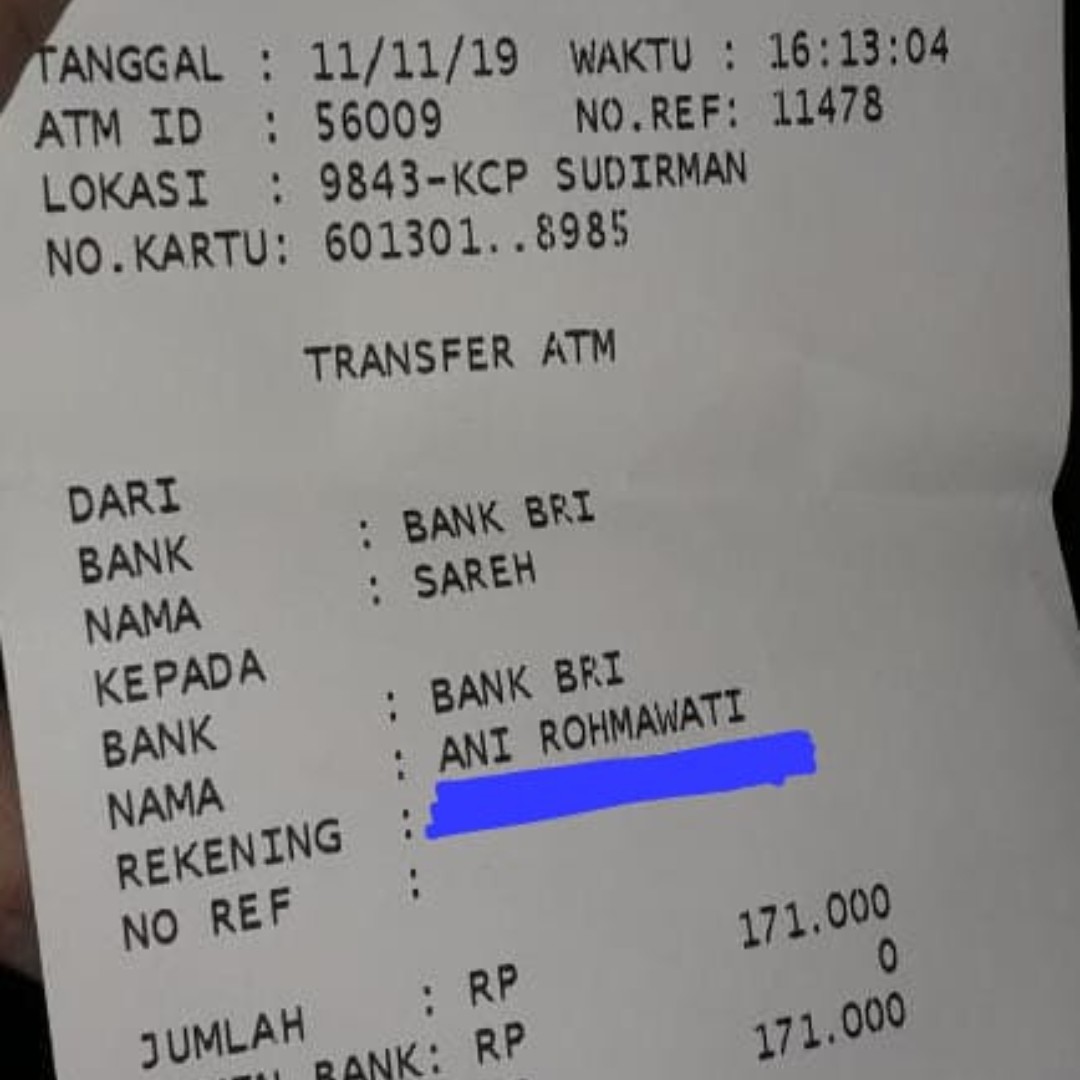 TANGGAL : 11/11/19 WAKTU : 16:13:04
ATM ID : 56009 NO.REF: 11478
LOKASI : 9843-KCP SUDIRMAN
NO.KARTU: 601301..8985
TRANSFER ATM
DARI
BANK : BANK BRI
NAMA : SAREH
KEPADA
BANK : BANK BRI
NAMA : ANI ROHMAWATI
REKENING :
NO REF :
JUMLAH : RP 171.000
BANK: RP 0
171.000